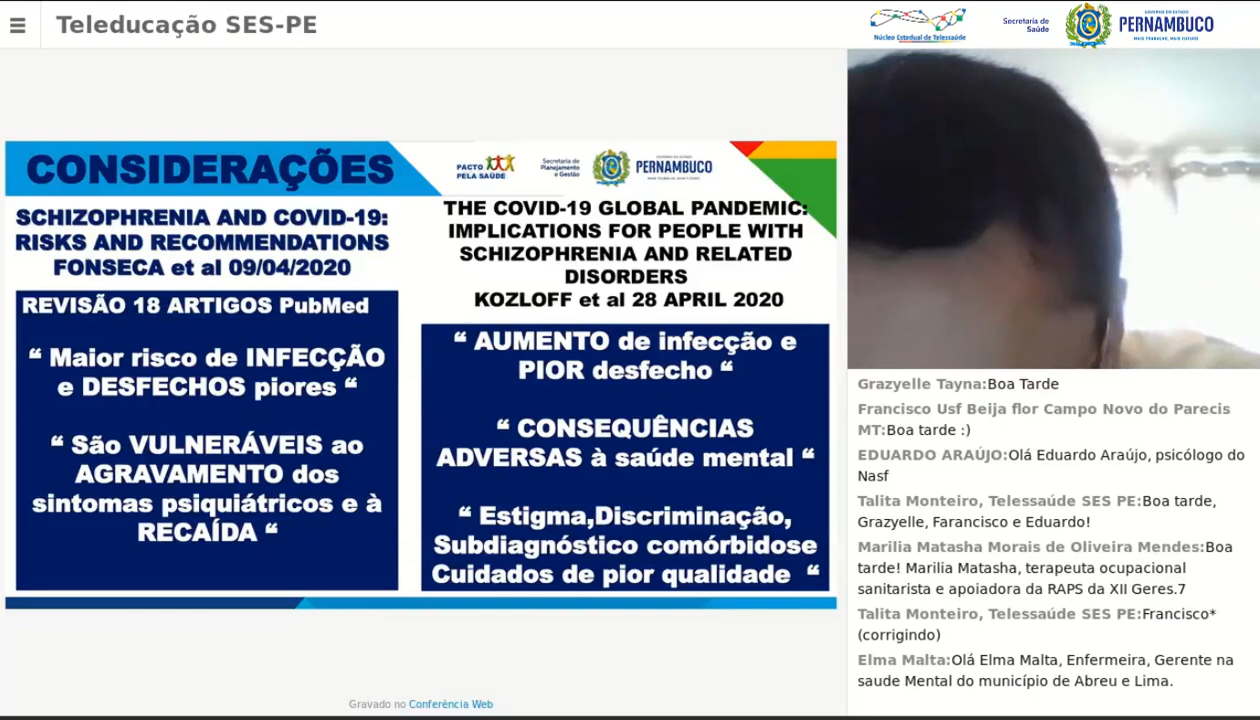 Teleducação SES-PE
Núcleo Estadual de Telessaúde
Secretaria de
Saúde
GOVERNO DO ESTADO
PERNAMBUCO
MAIS TRABALHO, MAIS FUTURO
CONSIDERAÇÕES
PACTO
PELA SAÚDE
Secretaria de
Planejamento
e Gestão
PERNAMBUCO
SCHIZOPHRENIA AND COVID-19:
RISKS AND RECOMMENDATIONS
FONSECA et al 09/04/2020
REVISÃO 18 ARTIGOS PubMed
“ Maior risco de INFECÇÃO
e DESFECHOS piores “
“ São VULNERÁVEIS ao
AGRAVAMENTO dos
sintomas psiquiátricos e à
RECAÍDA “
THE COVID-19 GLOBAL PANDEMIC:
IMPLICATIONS FOR PEOPLE WITH
SCHIZOPHRENIA AND RELATED
DISORDERS
KOZLOFF et al 28 APRIL 2020
“ AUMENTO de infecção e
PIOR desfecho “
“ CONSEQUÊNCIAS
ADVERSAS à saúde mental “
“ Estigma,Discriminação,
Subdiagnóstico comórbidose
Cuidados de pior qualidade “
Grazyelle Tayna:Boa Tarde
Francisco Usf Beija flor Campo Novo do Parecis
MT:Boa tarde :)
EDUARDO ARAÚJO:Olá Eduardo Araújo, psicólogo do
Nasf
Talita Monteiro, Telessaúde SES PE:Boa tarde,
Grazyelle, Farancisco e Eduardo!
Marilia Matasha Morais de Oliveira Mendes:Boa
tarde! Marilia Matasha, terapeuta ocupacional
sanitarista e apoiadora da RAPS da XII Geres.7
Talita Monteiro, Telessaúde SES PE:Francisco*
(corrigindo)
Elma Malta:Olá Elma Malta, Enfermeira, Gerente na
saude Mental do município de Abreu e Lima.
Gravado no Conferência Web